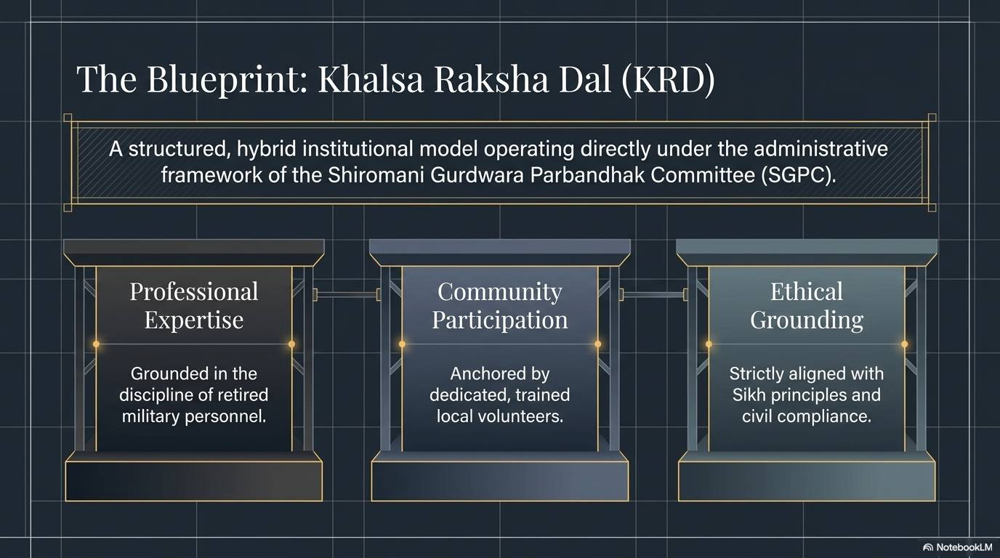 The Blueprint: Khalsa Raksha Dal (KRD)
A structured, hybrid institutional model operating directly under the administrative
framework of the Shiromani Gurdwara Parbandhak Committee (SGPC).
Professional
Expertise
Grounded in the
discipline of retired
military personnel.
Community
Participation
Anchored by
dedicated, trained
local volunteers.
Ethical
Grounding
Strictly aligned with
Sikh principles and
civil compliance.
NotebookLM